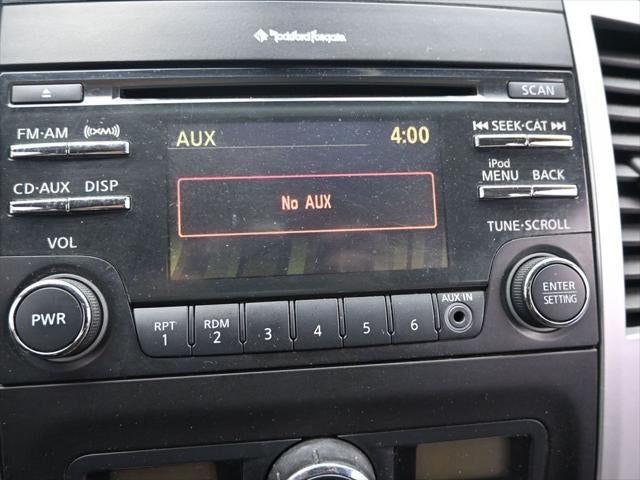 Rockford Fosgate
SCAN
FM·AM ((XM))
AUX 4:00
SEEK·CAT
iPod
MENU BACK
CD·AUX DISP
No AUX
VOL
TUNE·SCROLL
PWR
RPT
1
RDM
2
3
4
5
6
AUX IN
ENTER
SETTING